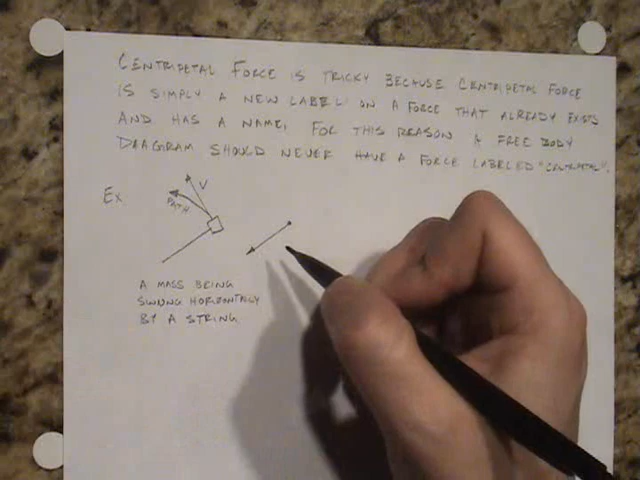 CENTRIPETAL FORCE IS TRICKY BECAUSE CENTRIPETAL FORCE
IS SIMPLY A NEW LABEL ON A FORCE THAT ALREADY EXISTS
AND HAS A NAME. FOR THIS REASON A FREE BODY
DAAGIRAM SHOULD NEVER HAVE A FORCE LABELED "CENTRIPETAL".
EX
V
PATH
A MASS BEING
SWUNG HORIZONTALLY
BY A STRING.